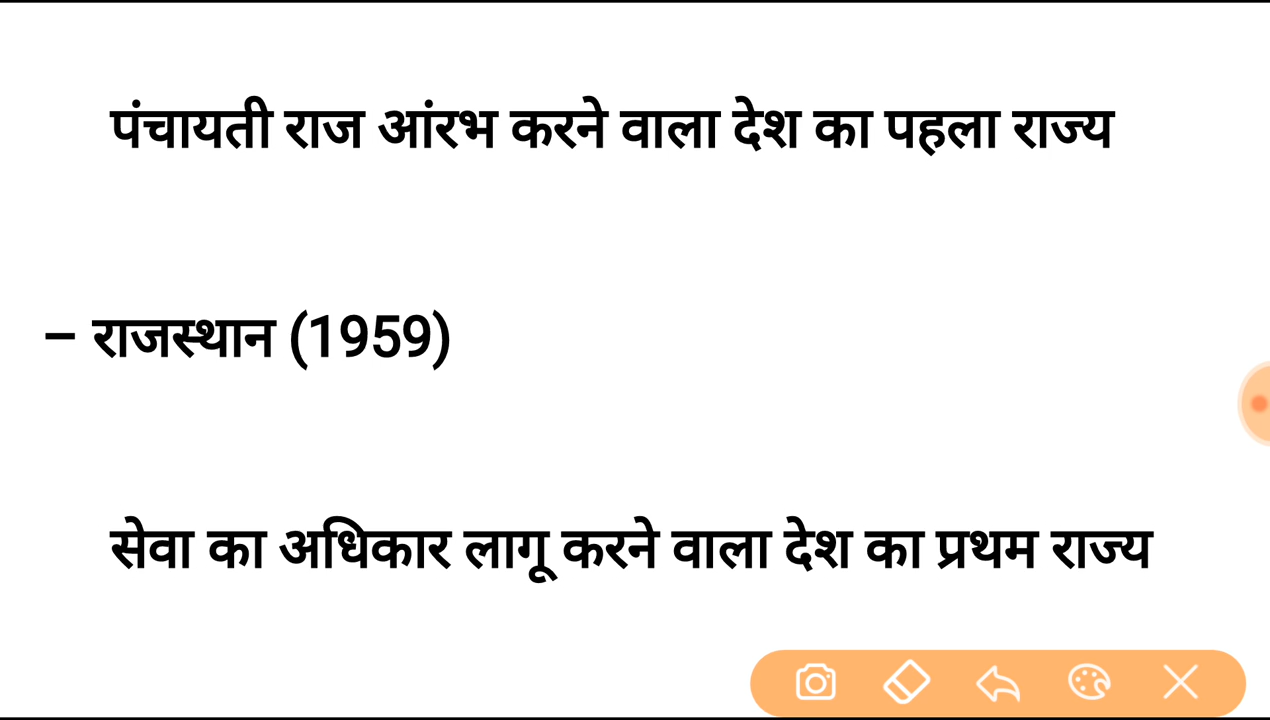 पंचायती राज आंरभ करने वाला देश का पहला राज्य
– राजस्थान (1959)
सेवा का अधिकार लागू करने वाला देश का प्रथम राज्य